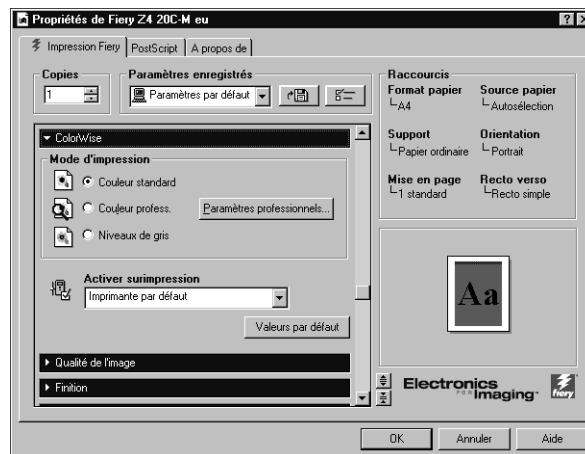 Propriétés de Fiery Z4 20C-M eu
Impression Fiery
PostScript
A propos de
Copies
1
Paramètres enregistrés
Paramètres par défaut
ColorWise
Mode d'impression
Couleur standard
Couleur profess.
Paramètres professionnels...
Niveaux de gris
Activer surimpression
Imprimante par défaut
Valeurs par défaut
Qualité de l'image
Finition
Raccourcis
Format papier
A4
Source papier
Autosélection
Support
Papier ordinaire
Orientation
Portrait
Mise en page
1 standard
Recto verso
Recto simple
Aa
Electronics
FOR Imaging
fiery
OK
Annuler
Aide